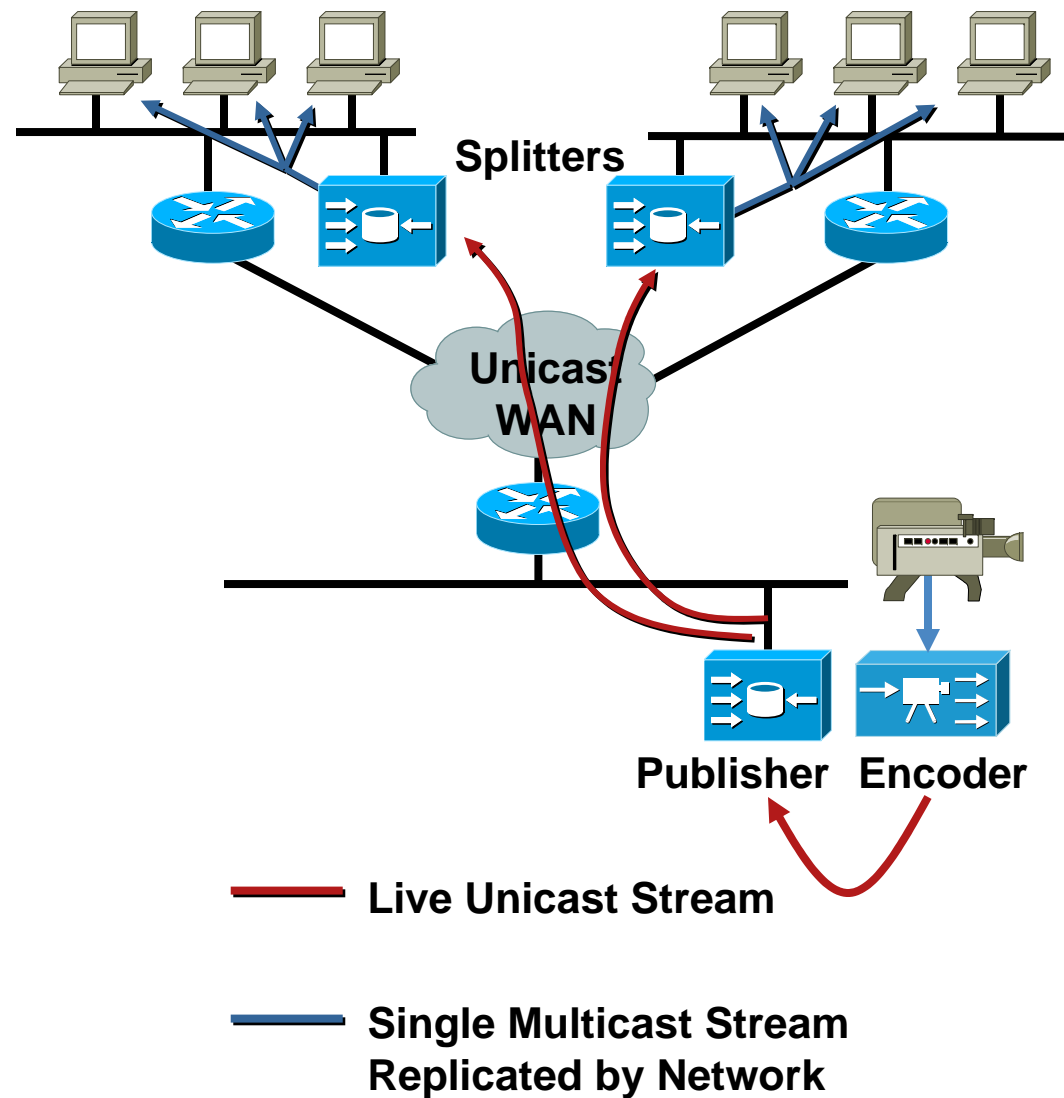 Splitters
Unicast
WAN
Publisher
Encoder
Live Unicast Stream
Single Multicast Stream
Replicated by Network